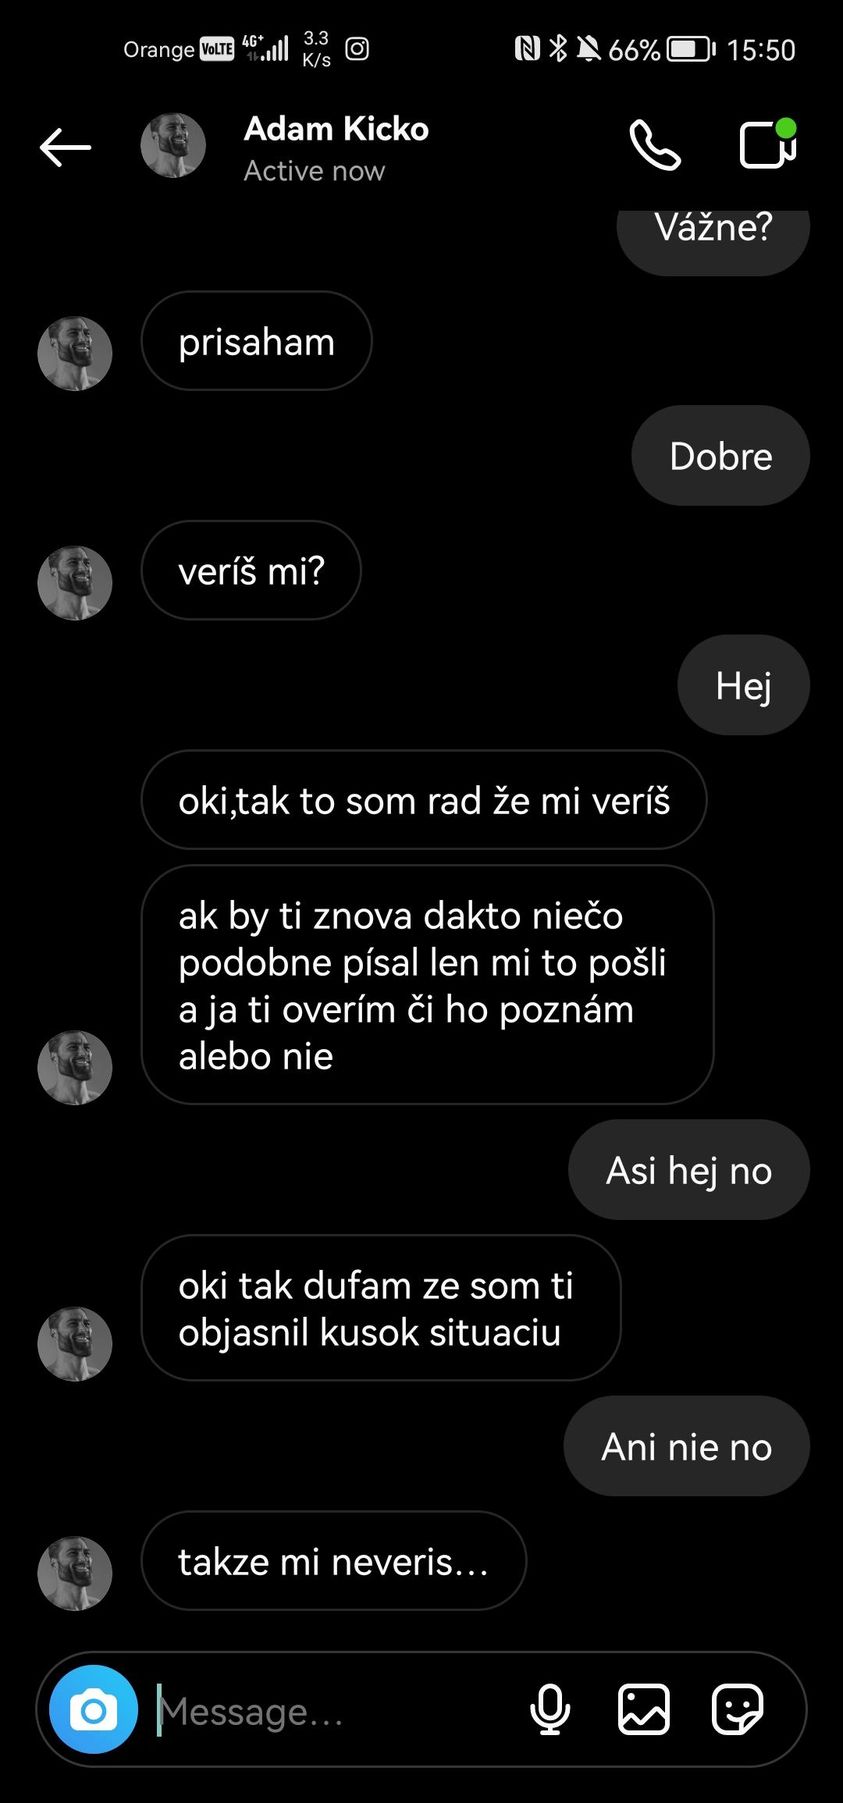 Orange VoLTE 4G+ 3.3 K/s 66% 15:50
Adam Kicko
Active now
Vážne?
prisaham
Dobre
veríš mi?
Hej
oki,tak to som rad že mi veríš
ak by ti znova dakto niečo
podobne písal len mi to pošli
a ja ti overím či ho poznám
alebo nie
Asi hej no
oki tak dufam ze som ti
objasnil kusok situaciu
Ani nie no
takze mi neveris...
Message...